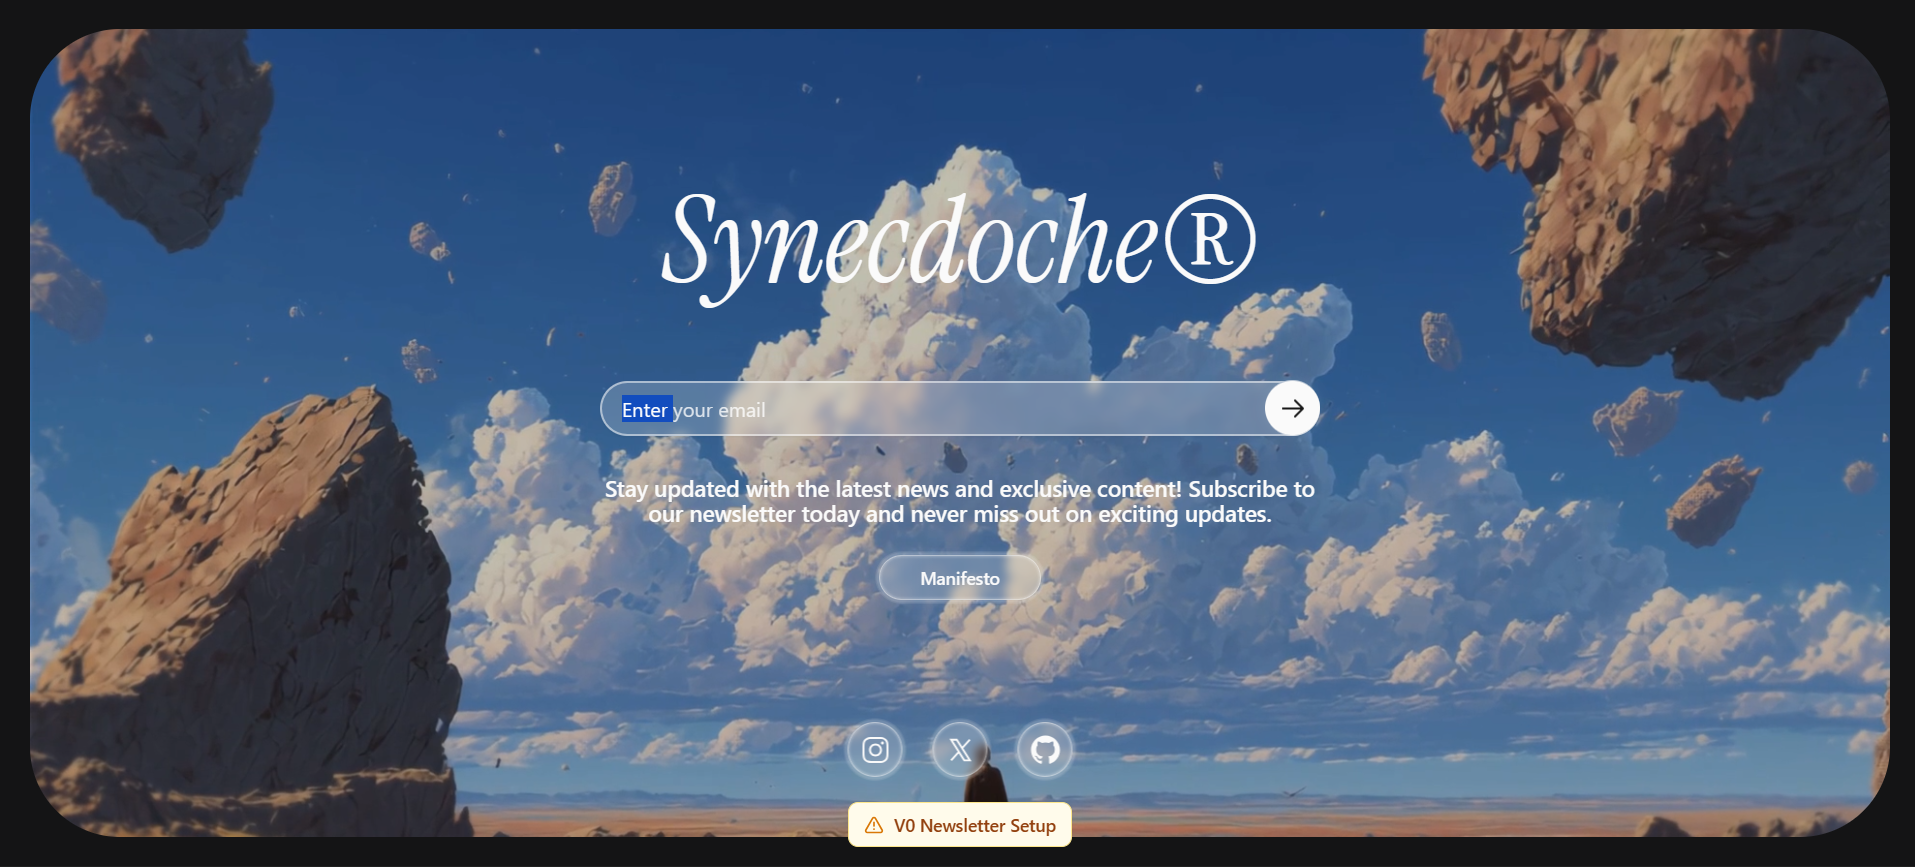 Synecdoche®
Enter your email
Stay updated with the latest news and exclusive content! Subscribe to
our newsletter today and never miss out on exciting updates.
Manifesto
V0 Newsletter Setup